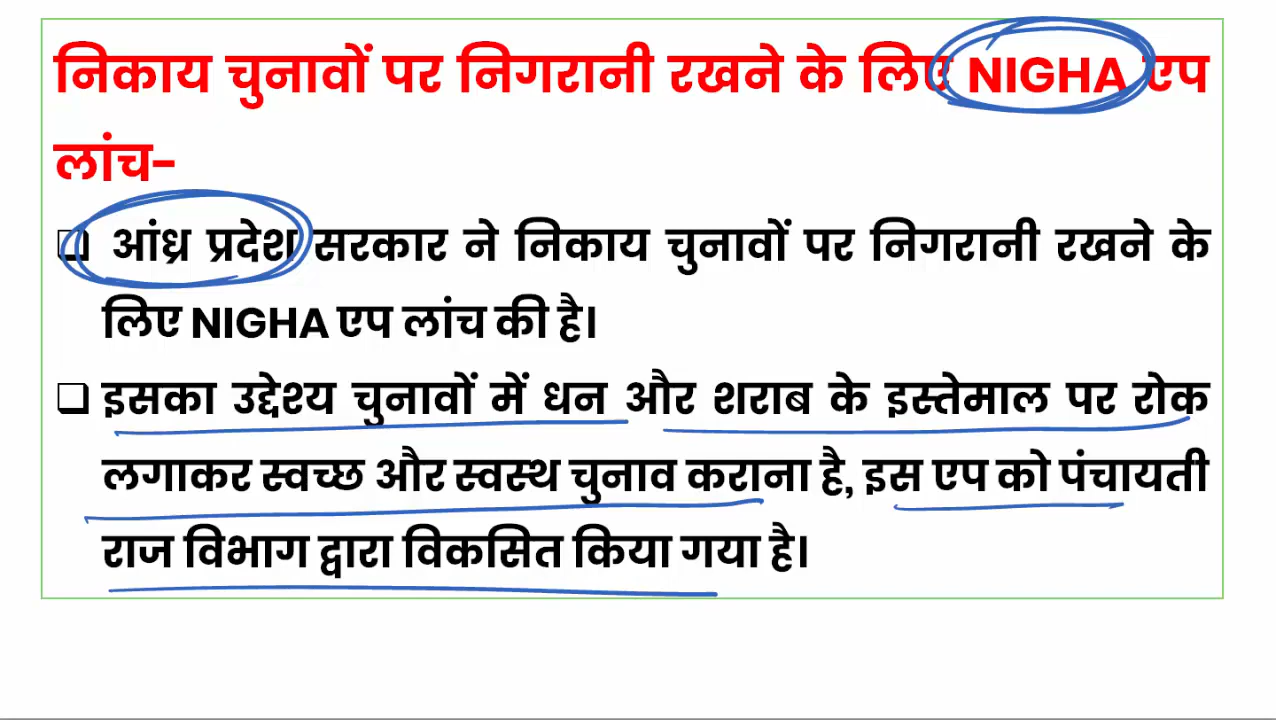 निकाय चुनावों पर निगरानी रखने के लिए NIGHA एप
लांच-
❑ आंध्र प्रदेश सरकार ने निकाय चुनावों पर निगरानी रखने के
लिए NIGHA एप लांच की है।
❑ इसका उद्देश्य चुनावों में धन और शराब के इस्तेमाल पर रोक
लगाकर स्वच्छ और स्वस्थ चुनाव कराना है, इस एप को पंचायती
राज विभाग द्वारा विकसित किया गया है।